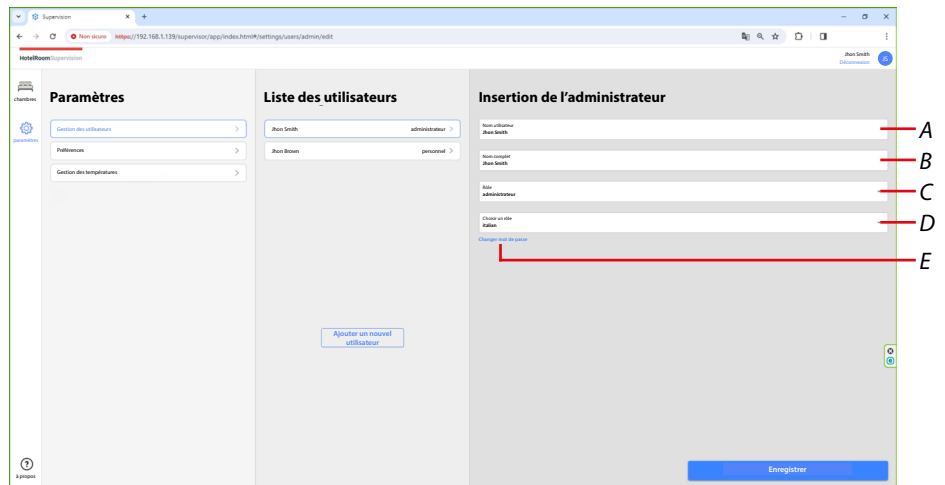 Supervision
Non sicuro https://192.168.1.139/supervisor/app/index.html#/settings/users/admin/edit
HotelRoomSupervision
Jhon Smith
Déconnexion
JS
chambres
paramètres
à propos
Paramètres
Gestion des utilisateurs
Préférences
Gestion des températures
Liste des utilisateurs
Jhon Smith administrateur
Jhon Brown personnel
Ajouter un nouvel
utilisateur
Insertion de l'administrateur
Nom utilisateur
Jhon Smith
Nom complet
Jhon Smith
Rôle
administrateur
Choisir un rôle
italian
Changer mot de passe
Enregistrer
A
B
C
D
E